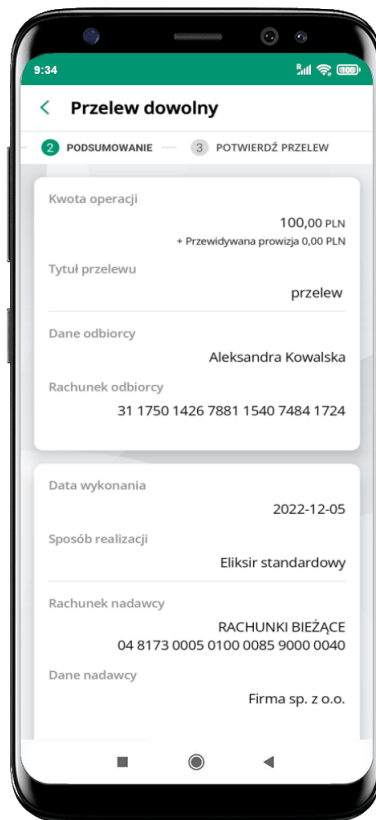 9:34
Przelew dowolny
2 PODSUMOWANIE 3 POTWIERDŹ PRZELEW
Kwota operacji
100,00 PLN
+ Przewidywana prowizja 0,00 PLN
Tytuł przelewu
przelew
Dane odbiorcy
Aleksandra Kowalska
Rachunek odbiorcy
31 1750 1426 7881 1540 7484 1724
Data wykonania
2022-12-05
Sposób realizacji
Eliksir standardowy
Rachunek nadawcy
RACHUNKI BIEŻĄCE
04 8173 0005 0100 0085 9000 0040
Dane nadawcy
Firma sp. z o.o.